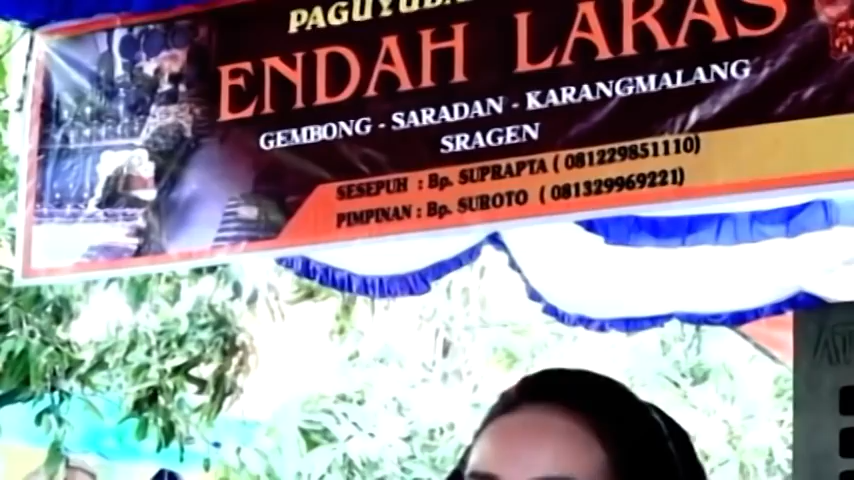 ENDAH LARAS
GEMBONG - SARADAN - KARANGMALANG
SRAGEN
SESEPUH : Bp. SUPRAPTA ( 081229851110)
PIMPINAN : Bp. SUROTO ( 081329969221)